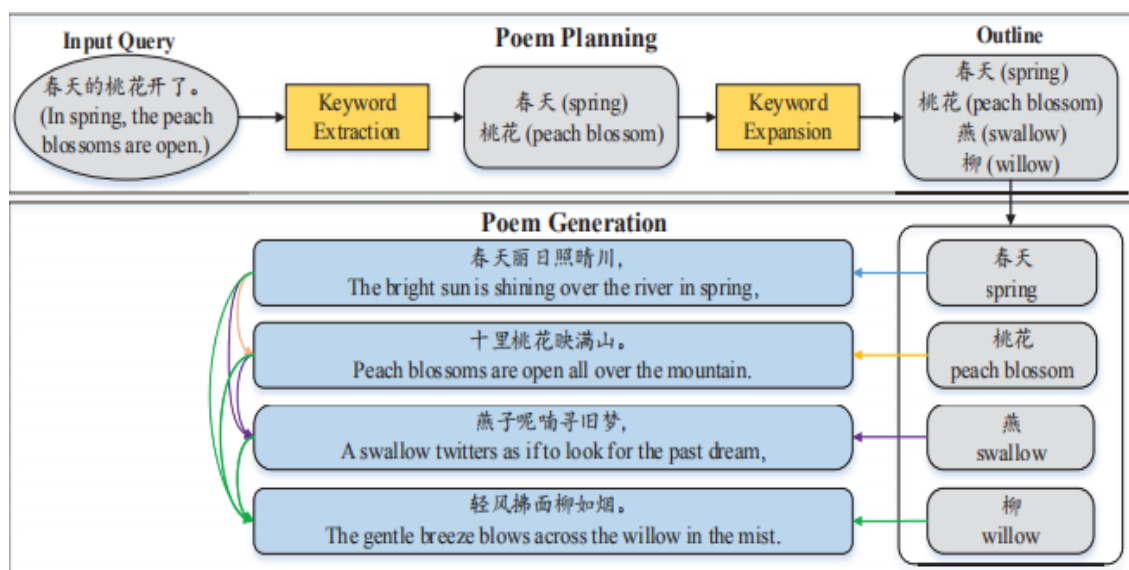 Input Query
Poem Planning
Outline
春天的桃花开了。
(In spring, the peach
blossoms are open.)
Keyword
Extraction
春天 (spring)
桃花 (peach blossom)
Keyword
Expansion
春天 (spring)
桃花 (peach blossom)
燕 (swallow)
柳 (willow)
Poem Generation
春天丽日照晴川,
The bright sun is shining over the river in spring,
春天
spring
十里桃花映满山。
Peach blossoms are open all over the mountain.
桃花
peach blossom
燕子呢喃寻旧梦,
A swallow twitters as if to look for the past dream,
燕
swallow
轻风拂面柳如烟。
The gentle breeze blows across the willow in the mist.
柳
willow